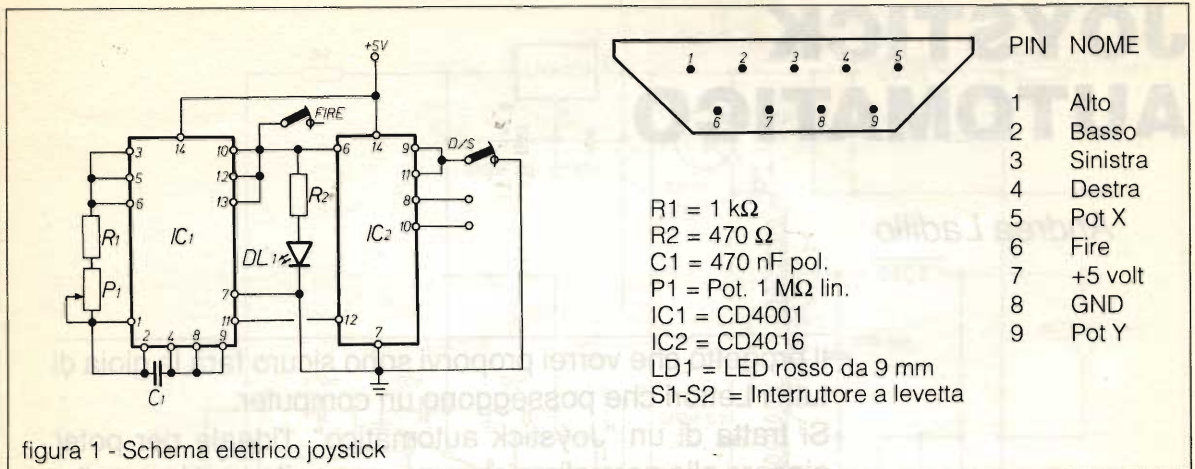 +5V
FIRE
D/S
14
3
5
6
10
12
13
6
14
9
11
8
10
R1
P1
IC1
R2
DL1
IC2
1
7
11
12
2 4 8 9
7
C1
1 2 3 4 5
6 7 8 9
PIN NOME
1 Alto
2 Basso
3 Sinistra
4 Destra
5 Pot X
6 Fire
7 +5 volt
8 GND
9 Pot Y
R1 = 1 kΩ
R2 = 470 Ω
C1 = 470 nF pol.
P1 = Pot. 1 MΩ lin.
IC1 = CD4001
IC2 = CD4016
LD1 = LED rosso da 9 mm
S1-S2 = Interruttore a levetta
figura 1 - Schema elettrico joystick
JOYSTICK
AUTOMATICO
Andrea Ladillo